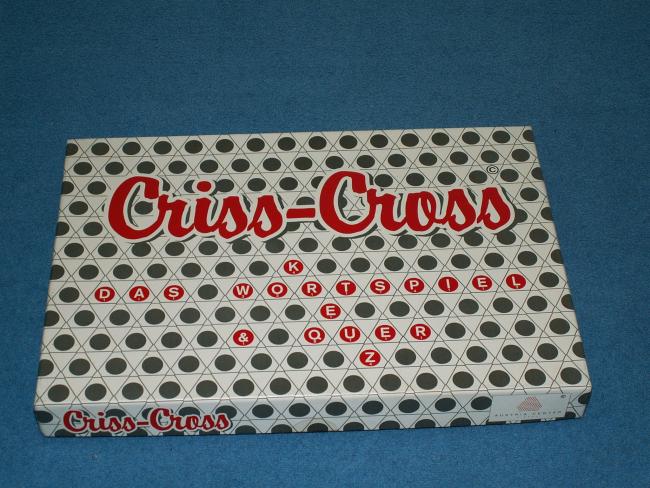 Criss-Cross ©
K
DAS WORTSPIEL
E
& QUER
Z
Criss-Cross